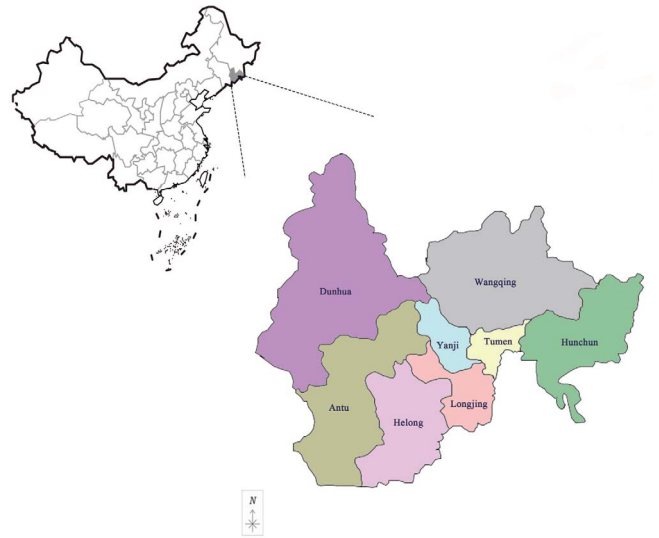 Dunhua
Wangqing
Yanji
Tumen
Hunchun
Antu
Helong
Longjing
N